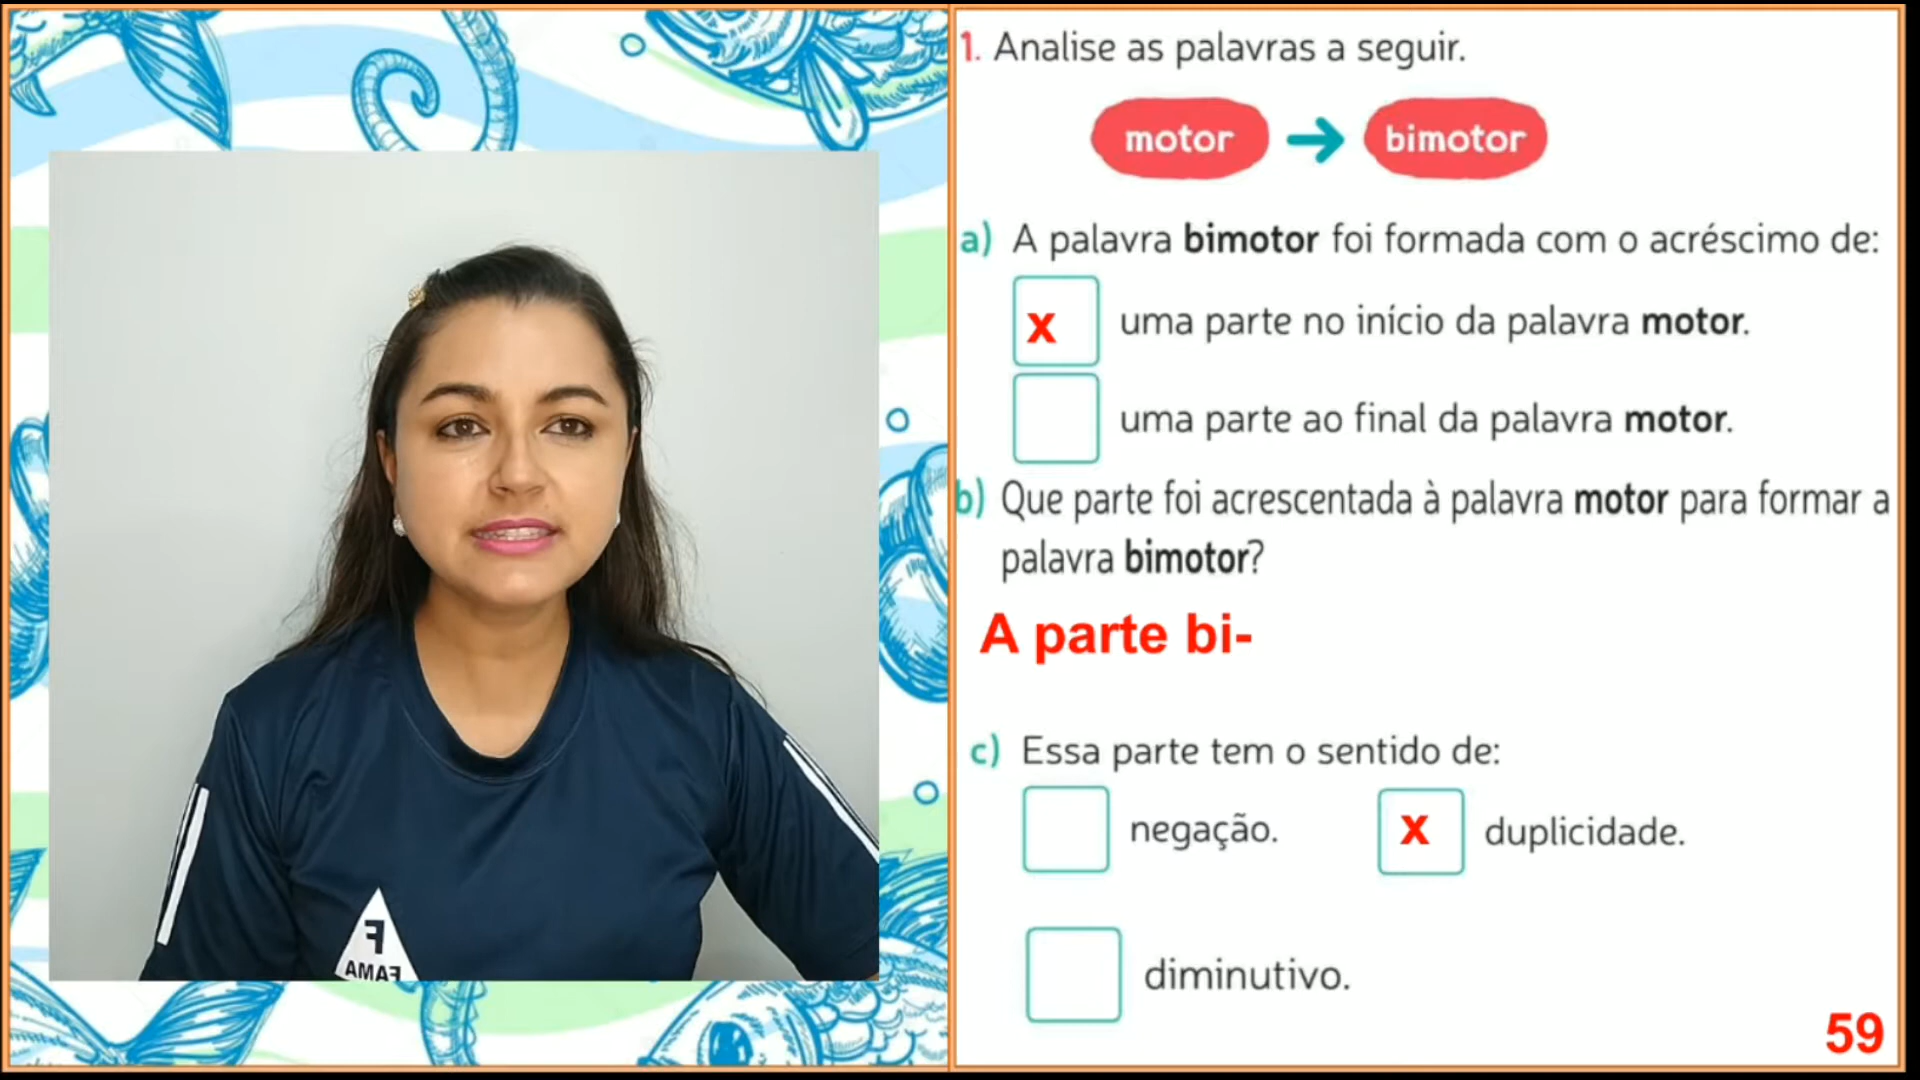 1. Analise as palavras a seguir.
motor → bimotor
a) A palavra bimotor foi formada com o acréscimo de:
x uma parte no início da palavra motor.
uma parte ao final da palavra motor.
b) Que parte foi acrescentada à palavra motor para formar a
palavra bimotor?
A parte bi-
c) Essa parte tem o sentido de:
negação. x duplicidade.
diminutivo.
59
F
FAMA